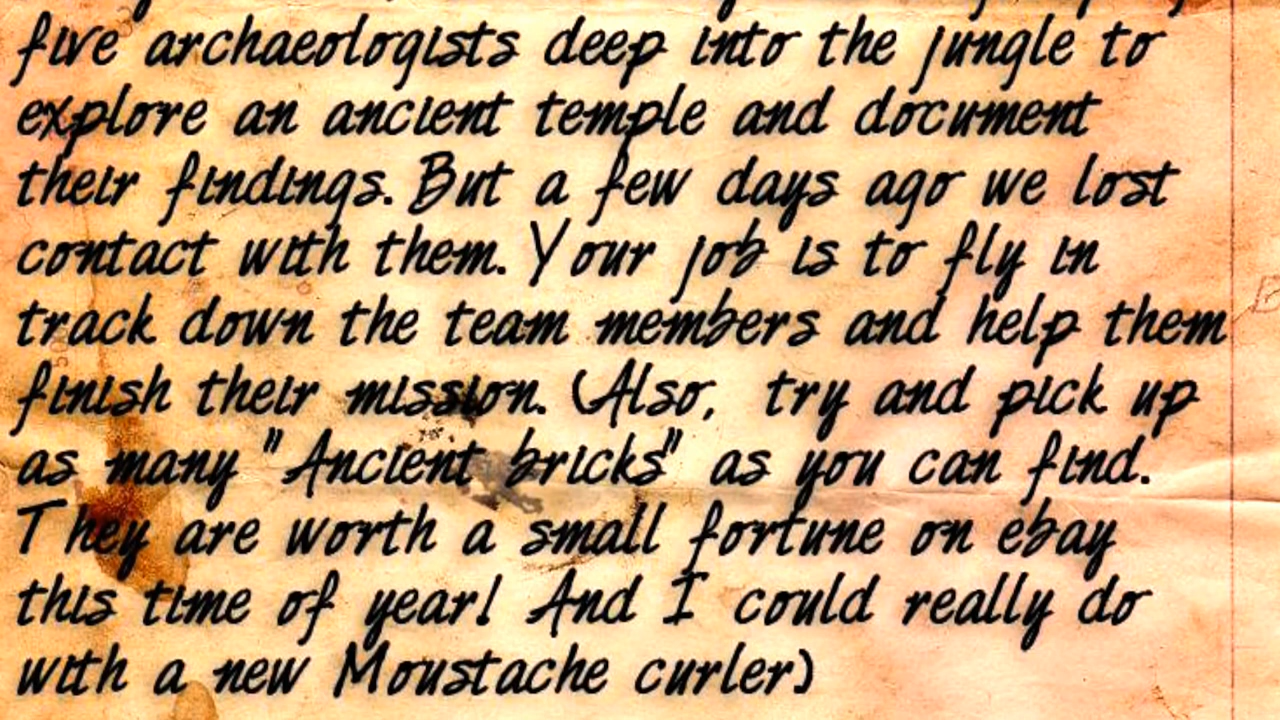 five archaeologists deep into the jungle to
explore an ancient temple and document
their findings. But a few days ago we lost
contact with them. Your job is to fly in
track down the team members and help them
finish their mission. (Also, try and pick up
as many "Ancient bricks" as you can find.
They are worth a small fortune on ebay
this time of year! And I could really do
with a new Moustache curler)